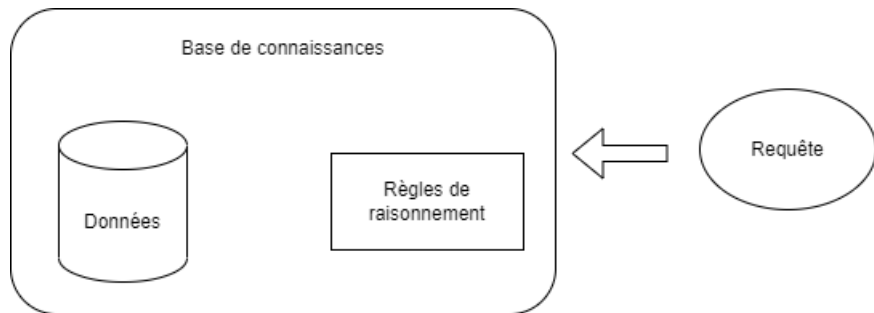 Base de connaissances
Données
Règles de
raisonnement
Requête